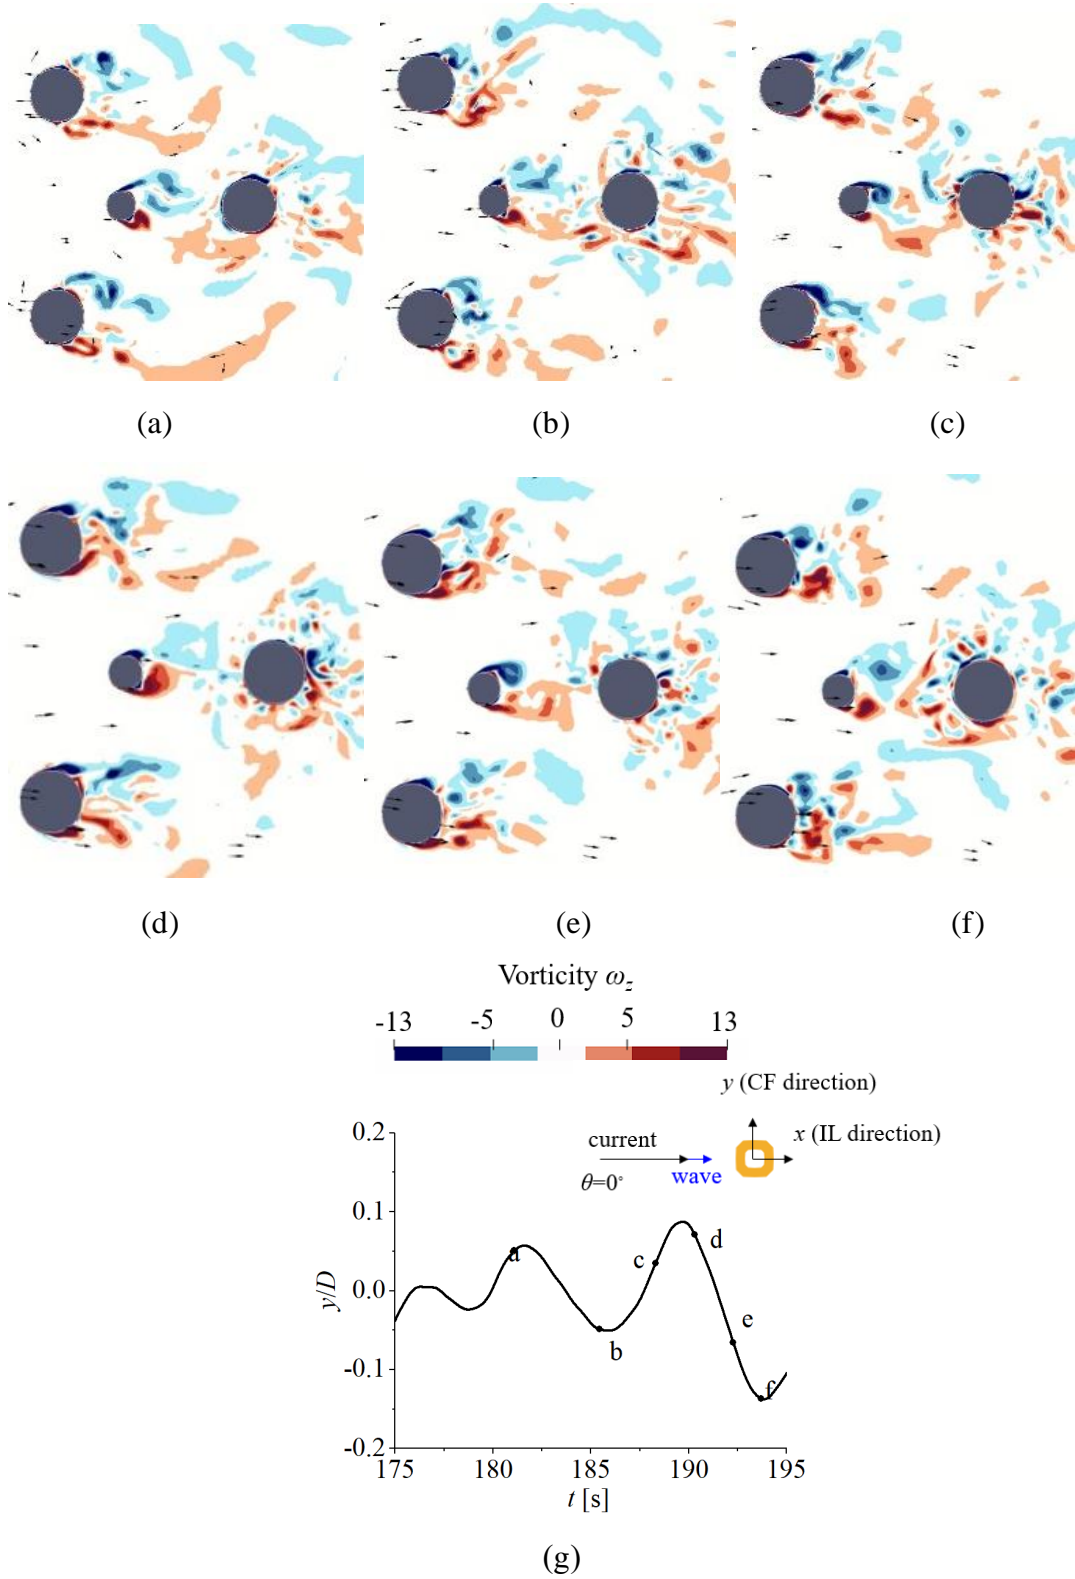 (a) (b) (c)
(d) (e) (f)
Vorticity ω_z
-13 -5 0 5 13
y (CF direction)
x (IL direction)
current
wave
θ=0°
0.2
0.1
0.0
-0.1
-0.2
y/D
a
b
c
d
e
f
175 180 185 190 195
t [s]
(g)